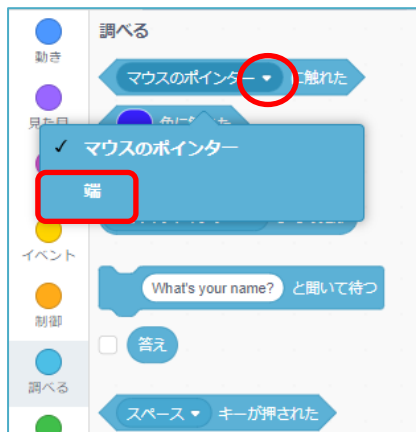 調べる
動き
マウスのポインター に触れた
見た目
✓ マウスのポインター
端
イベント
What's your name? と聞いて待つ
制御
答え
調べる
スペース キーが押された